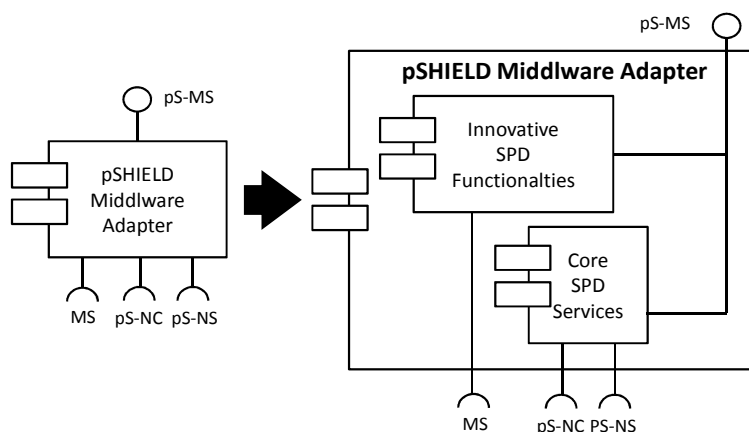 pS-MS
pSHIELD
Middlware
Adapter
MS
pS-NC
pS-NS
pS-MS
pSHIELD Middlware Adapter
Innovative
SPD
Functionalties
Core
SPD
Services
MS
pS-NC
PS-NS